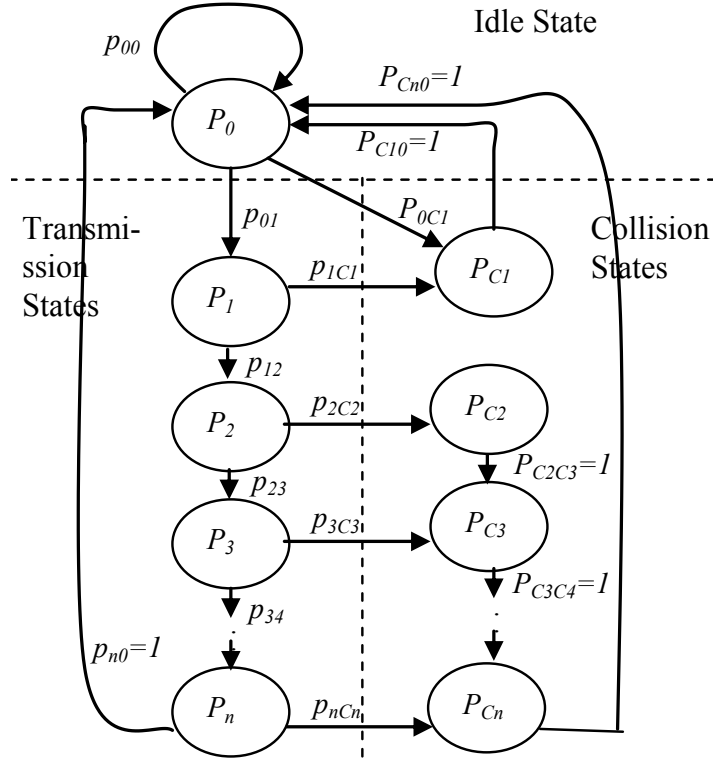 Idle State
p00
PCn0=1
P0
PC10=1
Transmi-
ssion
States
p01
P0C1
Collision
States
P1
p1C1
PC1
p12
P2
p2C2
PC2
p23
PC2C3=1
P3
p3C3
PC3
p34
PC3C4=1
pn0=1
Pn
pnCn
PCn